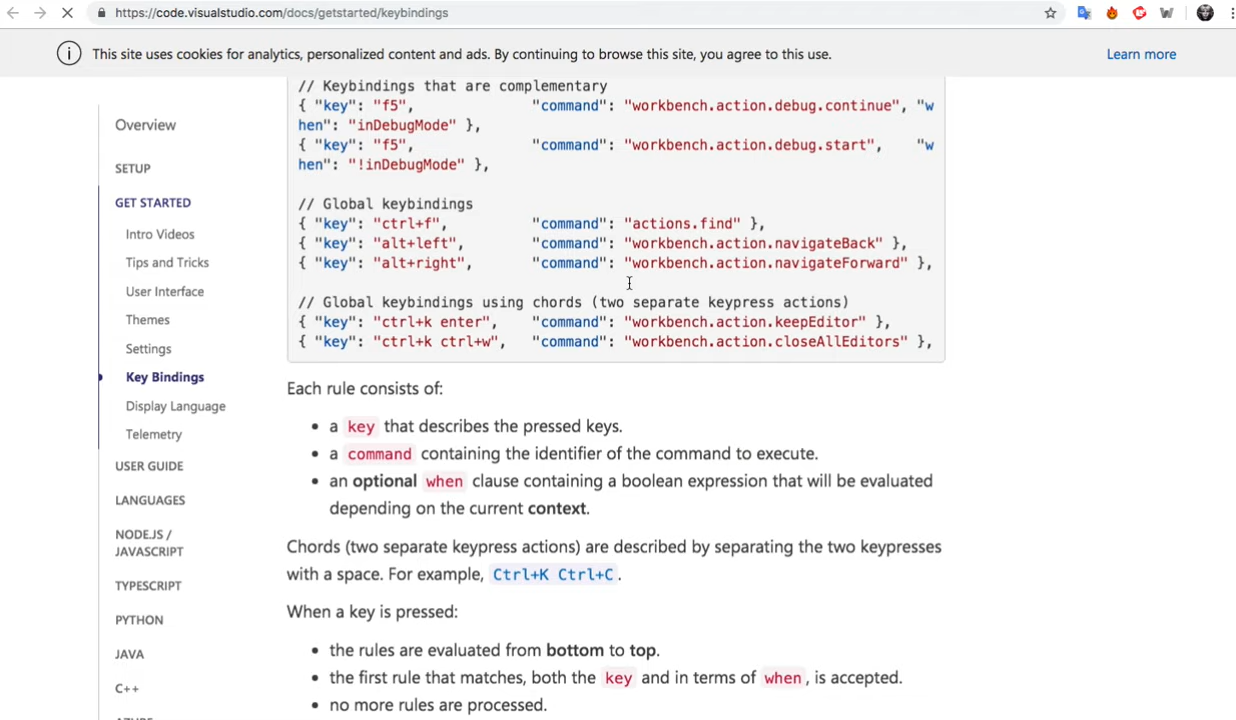 https://code.visualstudio.com/docs/getstarted/keybindings
This site uses cookies for analytics, personalized content and ads. By continuing to browse this site, you agree to this use.
Learn more
Overview
SETUP
GET STARTED
Intro Videos
Tips and Tricks
User Interface
Themes
Settings
Key Bindings
Display Language
Telemetry
USER GUIDE
LANGUAGES
NODE.JS /
JAVASCRIPT
TYPESCRIPT
PYTHON
JAVA
C++
// Keybindings that are complementary
{ "key": "f5", "command": "workbench.action.debug.continue", "w
hen": "inDebugMode" },
{ "key": "f5", "command": "workbench.action.debug.start", "w
hen": "!inDebugMode" },
// Global keybindings
{ "key": "ctrl+f", "command": "actions.find" },
{ "key": "alt+left", "command": "workbench.action.navigateBack" },
{ "key": "alt+right", "command": "workbench.action.navigateForward" },
// Global keybindings using chords (two separate keypress actions)
{ "key": "ctrl+k enter", "command": "workbench.action.keepEditor" },
{ "key": "ctrl+k ctrl+w", "command": "workbench.action.closeAllEditors" },
Each rule consists of:
• a key that describes the pressed keys.
• a command containing the identifier of the command to execute.
• an optional when clause containing a boolean expression that will be evaluated
depending on the current context.
Chords (two separate keypress actions) are described by separating the two keypresses
with a space. For example, Ctrl+K Ctrl+C.
When a key is pressed:
• the rules are evaluated from bottom to top.
• the first rule that matches, both the key and in terms of when, is accepted.
• no more rules are processed.